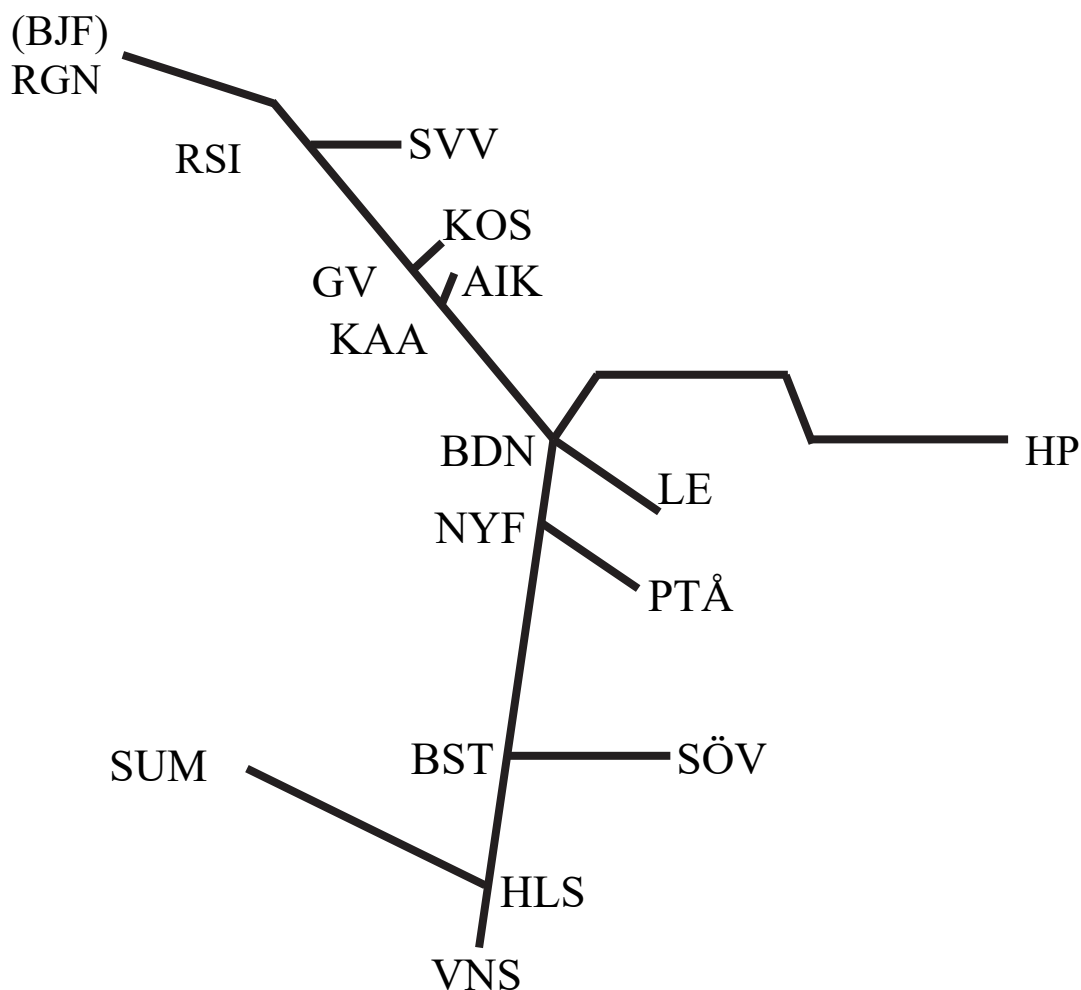 (BJF)
RGN
SVV
RSI
KOS
GV
AIK
KAA
BDN
HP
LE
NYF
PTÅ
BST
SÖV
SUM
HLS
VNS